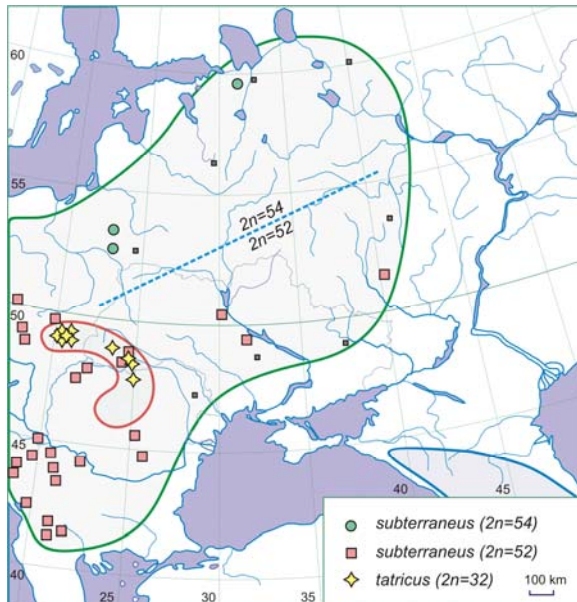 60
55
2n=54
2n=52
50
45
40
25
30
35
40
45
subterraneus (2n=54)
subterraneus (2n=52)
tatricus (2n=32)
100 km